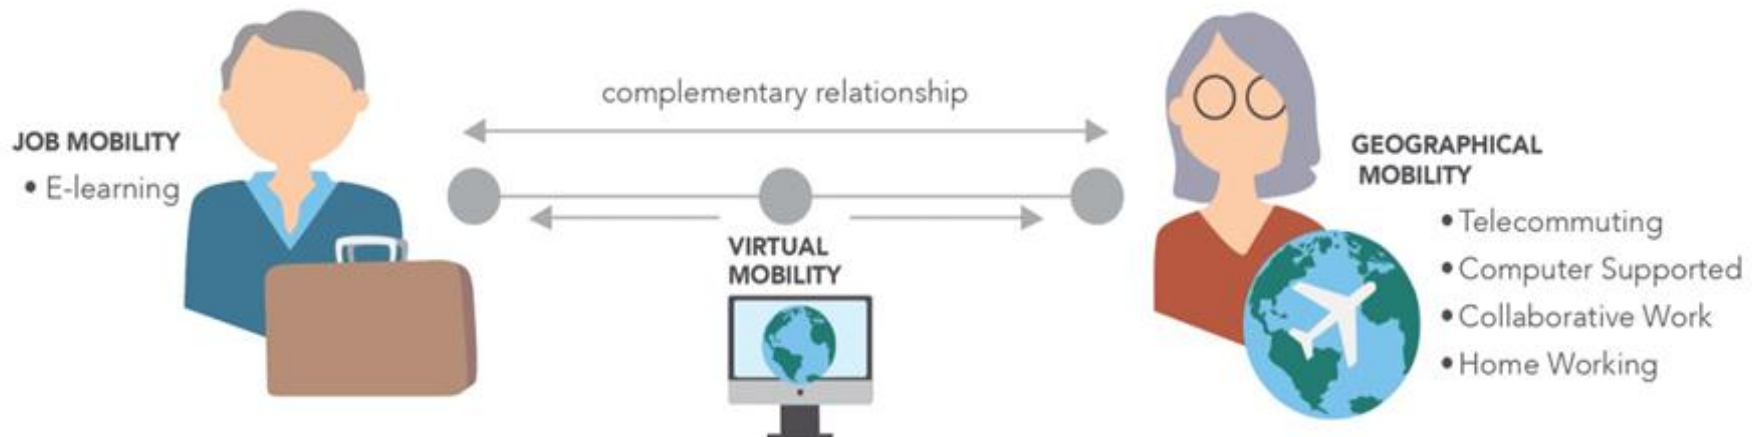 complementary relationship
JOB MOBILITY
• E-learning
VIRTUAL
MOBILITY
GEOGRAPHICAL
MOBILITY
• Telecommuting
• Computer Supported
• Collaborative Work
• Home Working